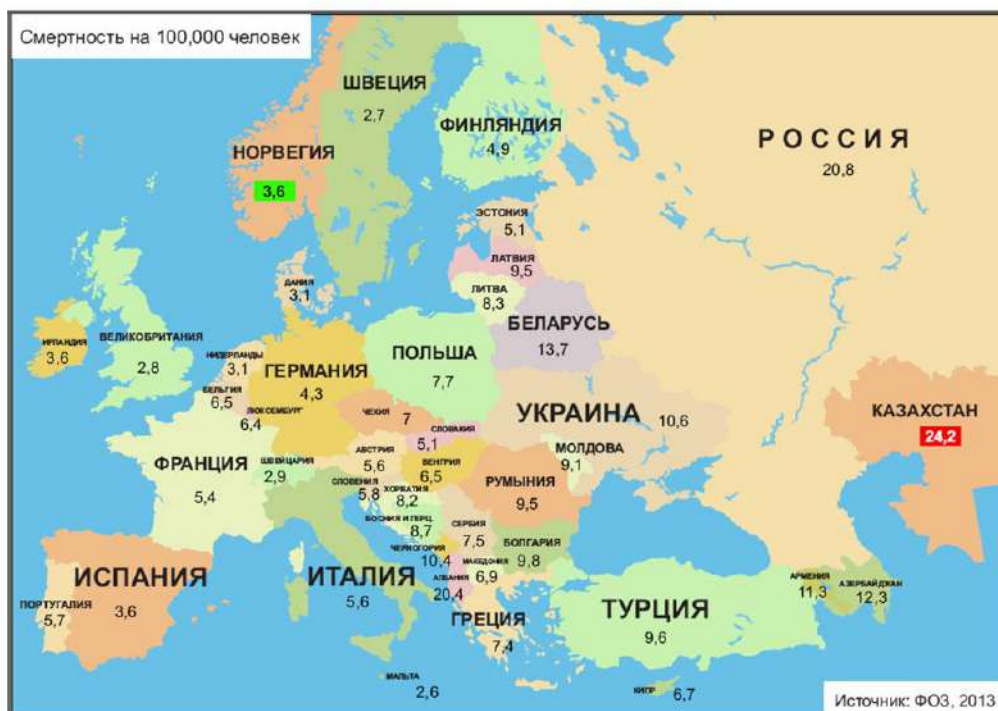 Смертность на 100,000 человек
ШВЕЦИЯ
2,7
ФИНЛЯНДИЯ
4,9
НОРВЕГИЯ
3,6
РОССИЯ
20,8
ЭСТОНИЯ
5,1
ЛАТВИЯ
9,5
ДАНИЯ
3,1
ЛИТВА
8,3
БЕЛАРУСЬ
13,7
ИРЛАНДИЯ
3,6
ВЕЛИКОБРИТАНИЯ
2,8
НИДЕРЛАНДЫ
3,1
БЕЛЬГИЯ
6,5
ЛЮКСЕМБУРГ
6,4
ГЕРМАНИЯ
4,3
ПОЛЬША
7,7
ЧЕХИЯ 7
СЛОВАКИЯ
5,1
УКРАИНА 10,6
МОЛДОВА
9,1
КАЗАХСТАН
24,2
ФРАНЦИЯ
5,4
ШВЕЙЦАРИЯ
2,9
АВСТРИЯ
5,6
ВЕНГРИЯ
6,5
СЛОВЕНИЯ
5,8
ХОРВАТИЯ
8,2
РУМЫНИЯ
9,5
БОСНИЯ И ГЕРЦ.
8,7
СЕРБИЯ
7,5
БОЛГАРИЯ
9,8
ЧЕРНОГОРИЯ
10,4
МАКЕДОНИЯ
6,9
АЛБАНИЯ
20,4
ИСПАНИЯ
3,6
ПОРТУГАЛИЯ
5,7
ИТАЛИЯ
5,6
ГРЕЦИЯ
7,4
ТУРЦИЯ
9,6
АРМЕНИЯ
11,3
АЗЕРБАЙДЖАН
12,3
МАЛЬТА
2,6
КИПР 6,7
Источник: ФОЗ, 2013